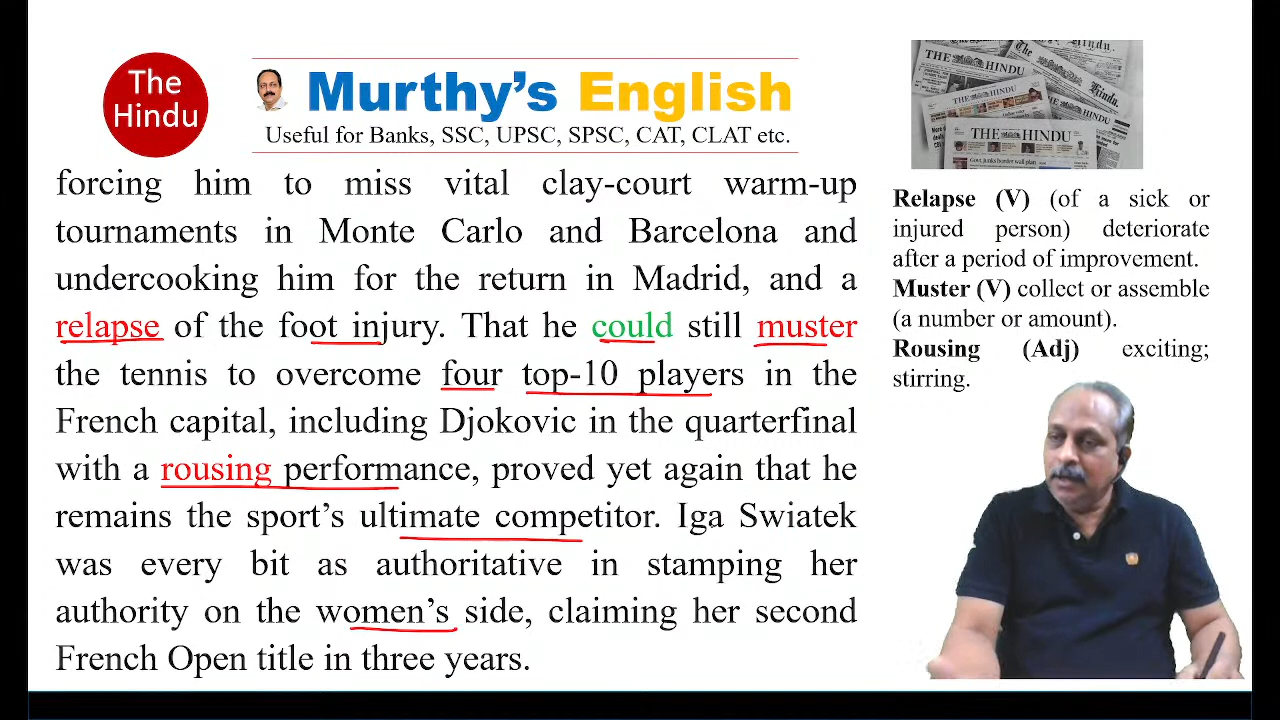 The
Hindu
Murthy's English
Useful for Banks, SSC, UPSC, SPSC, CAT, CLAT etc.
forcing him to miss vital clay-court warm-up
tournaments in Monte Carlo and Barcelona and
undercooking him for the return in Madrid, and a
relapse of the foot injury. That he could still muster
the tennis to overcome four top-10 players in the
French capital, including Djokovic in the quarterfinal
with a rousing performance, proved yet again that he
remains the sport's ultimate competitor. Iga Swiatek
was every bit as authoritative in stamping her
authority on the women's side, claiming her second
French Open title in three years.
THE HINDU
THE HINDU
THE HINDU
Relapse (V) (of a sick or
injured person) deteriorate
after a period of improvement.
Muster (V) collect or assemble
(a number or amount).
Rousing (Adj) exciting;
stirring.